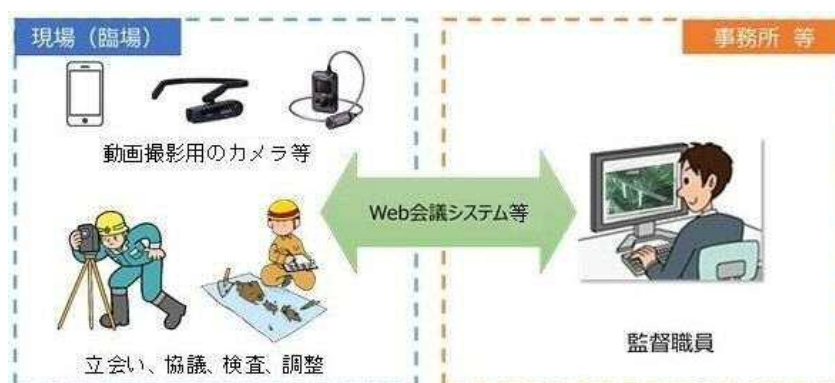 現場（臨場）
動画撮影用のカメラ等
立会い、協議、検査、調整
Web会議システム等
事務所 等
監督職員